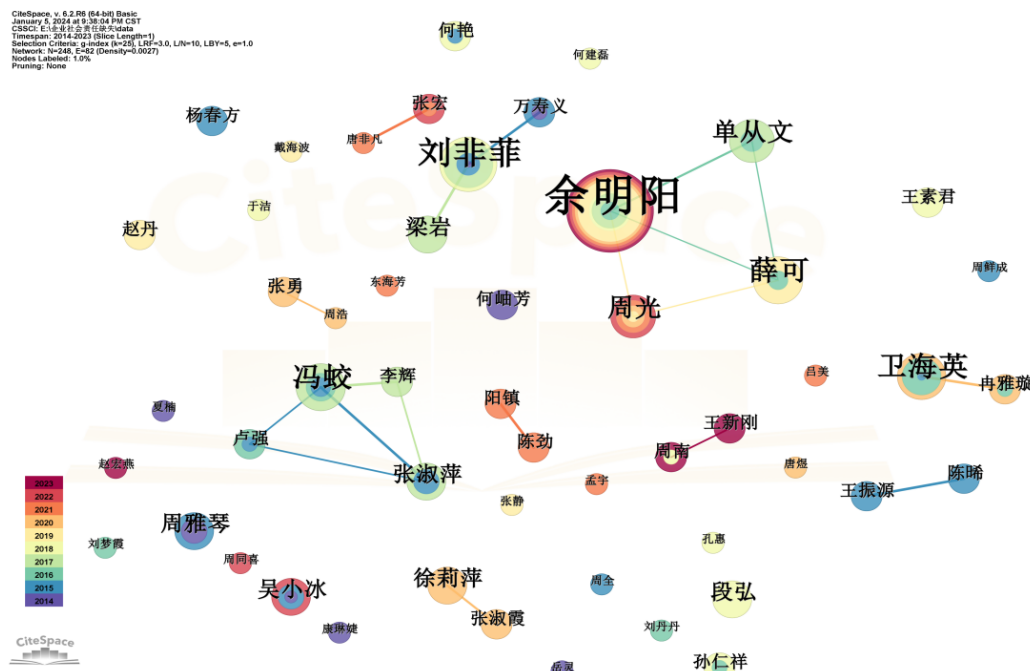 CiteSpace, v. 6.2.R6 (64-bit) Basic
January 5, 2024 at 9:38:04 PM CST
CSSCI: E:\企业社会责任缺失\data
Timespan: 2014-2023 (Slice Length=1)
Selection Criteria: g-index (k=25), LRF=3.0, L/N=10, LBY=5, e=1.0
Network: N=248, E=82 (Density=0.0027)
Nodes Labeled: 1.0%
Pruning: None
何艳
何建磊
张宏
万寿义
杨春方
唐非凡
单从文
戴海波
刘非菲
余明阳
于洁
王素君
赵丹
梁岩
薛可
周鲜成
张勇
东海芳
何岫芳
周浩
周光
冯蛟
李辉
吕美
卫海英
冉雅璇
夏楠
阳镇
王新刚
卢强
陈劲
周南
赵宏燕
张淑萍
孟宇
唐煜
陈晞
王振源
张静
周雅琴
刘梦霞
孔惠
周同喜
吴小冰
徐莉萍
周全
段弘
康琳婕
张淑霞
刘丹丹
孙仁祥
CiteSpace
2023
2022
2021
2020
2019
2018
2017
2016
2015
2014
CiteSpace